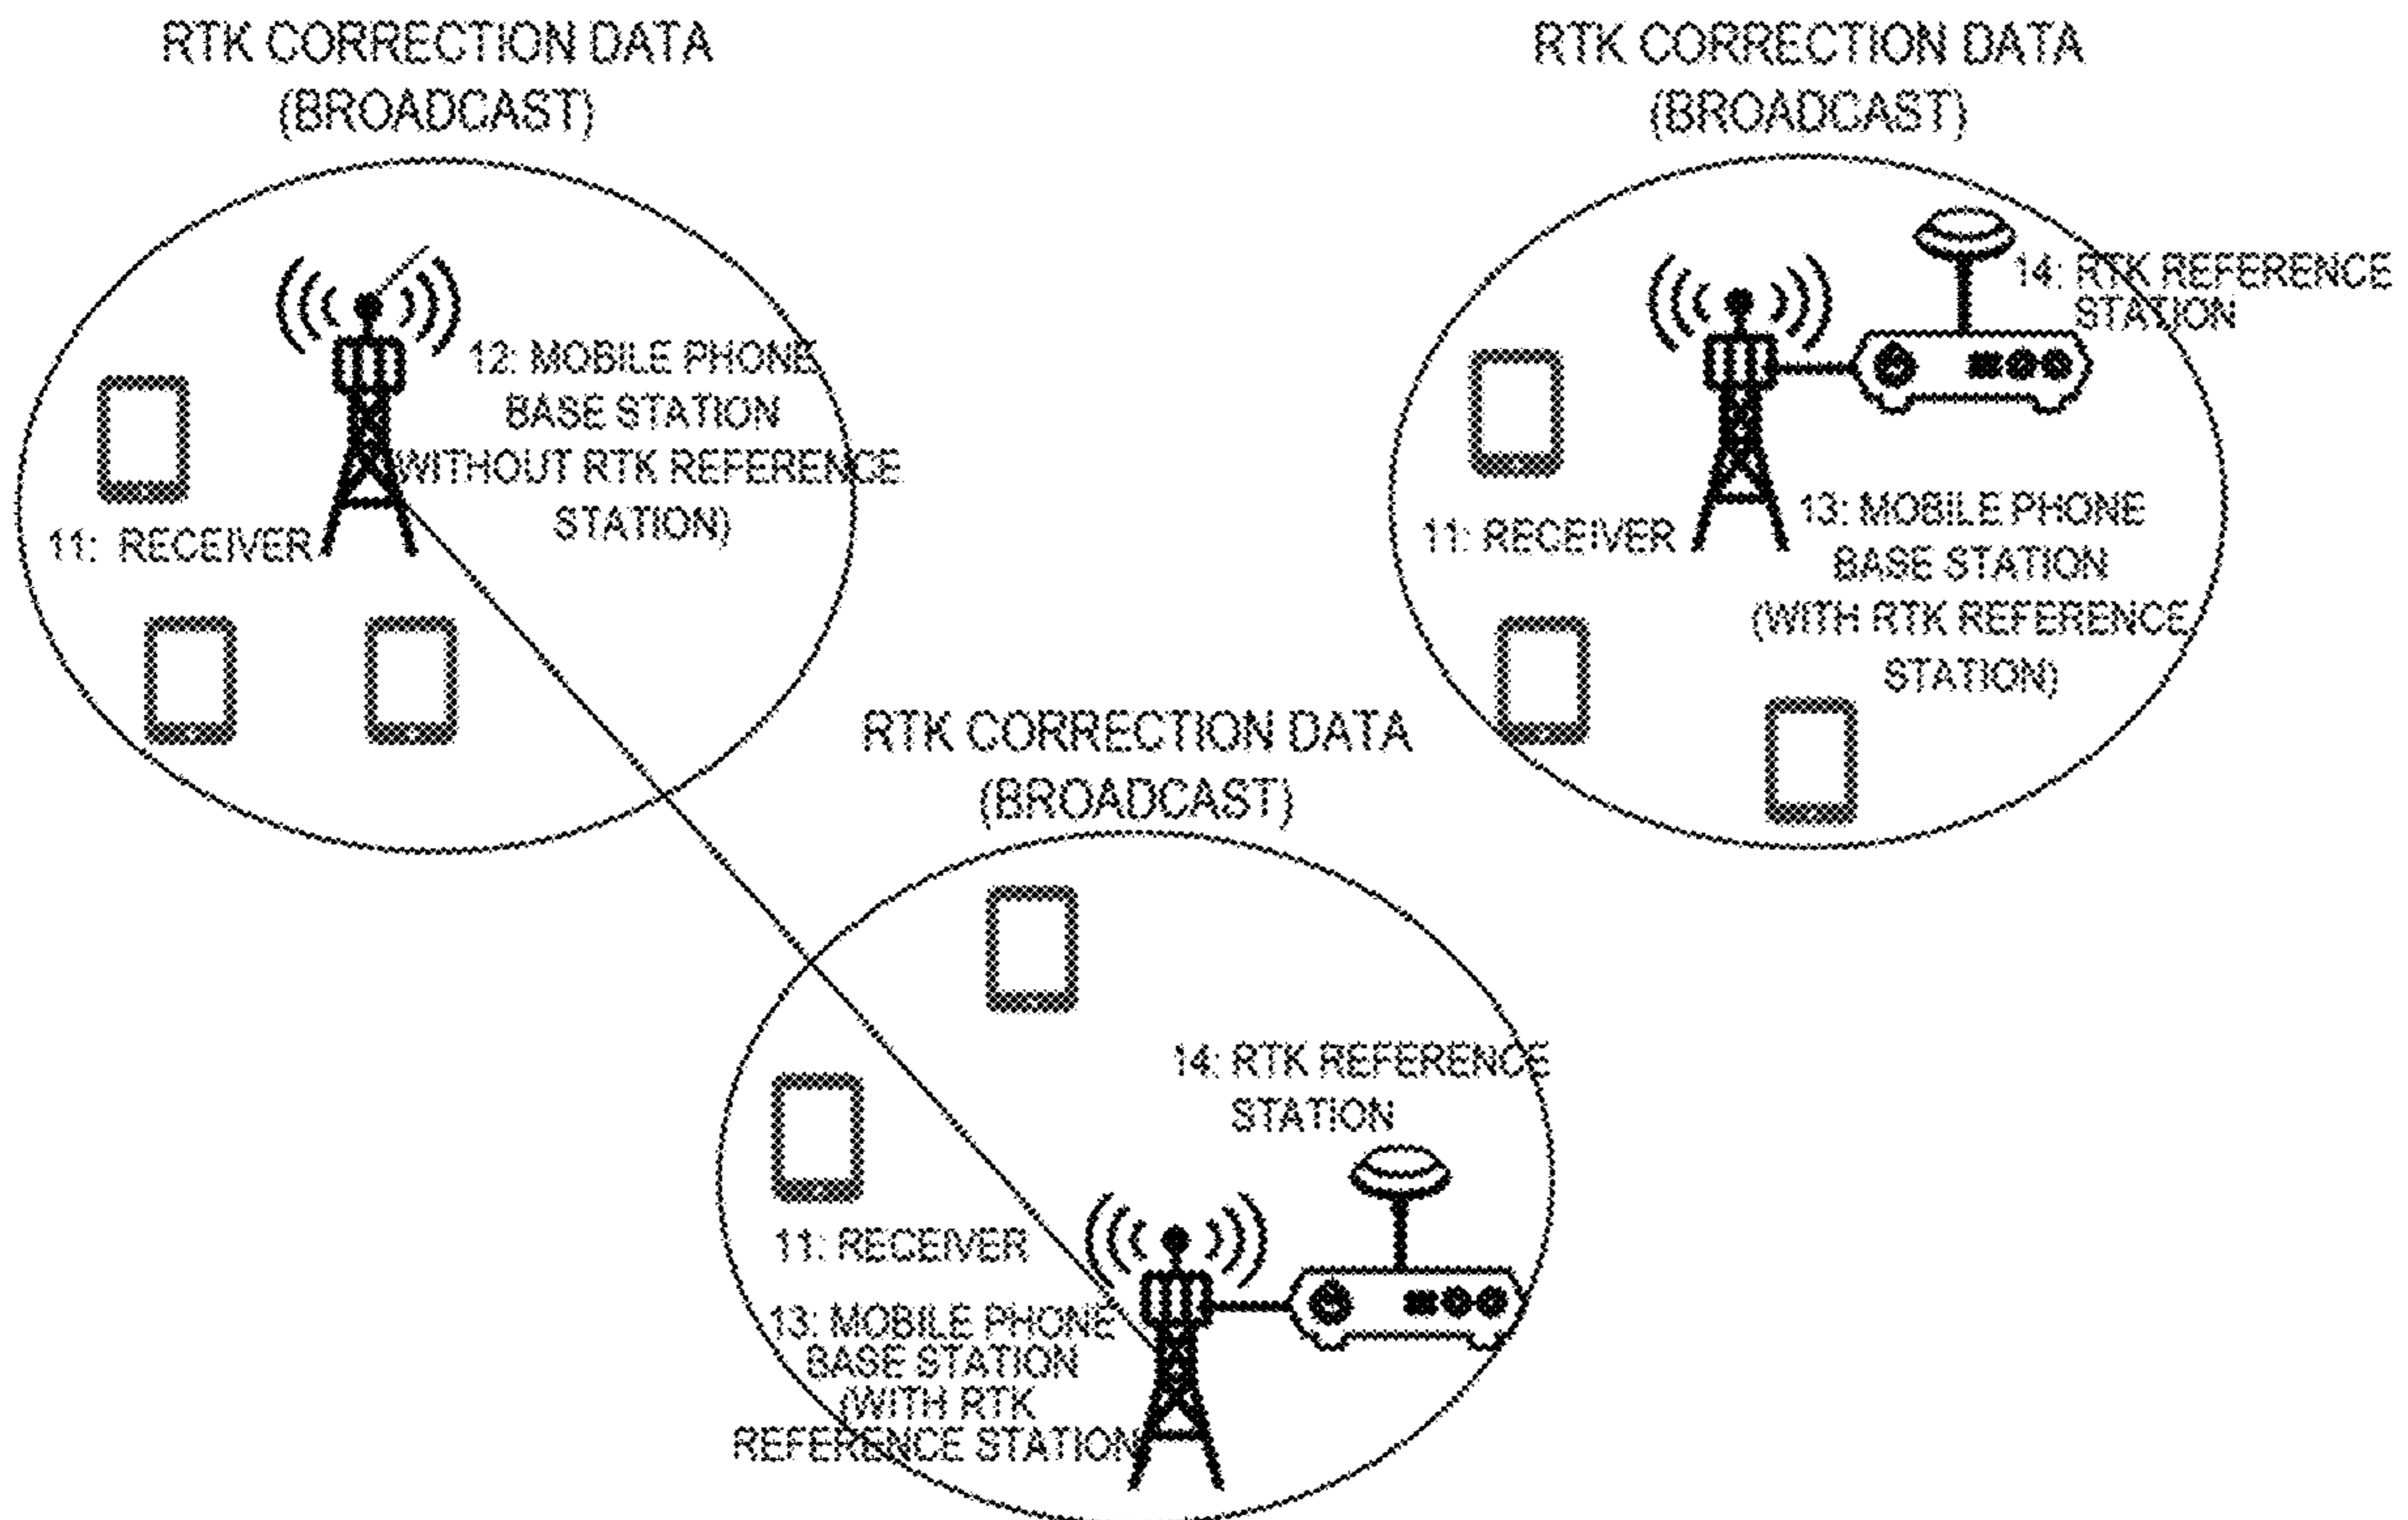 RTK CORRECTION DATA
(BROADCAST)
12: MOBILE PHONE
BASE STATION
WITHOUT RTK REFERENCE
STATION)
11: RECEIVER
RTK CORRECTION DATA
(BROADCAST)
14: RTK REFERENCE
STATION
11: RECEIVER
13: MOBILE PHONE
BASE STATION
(WITH RTK REFERENCE
STATION)
RTK CORRECTION DATA
(BROADCAST)
14: RTK REFERENCE
STATION
11: RECEIVER
13: MOBILE PHONE
BASE STATION
(WITH RTK
REFERENCE STATION